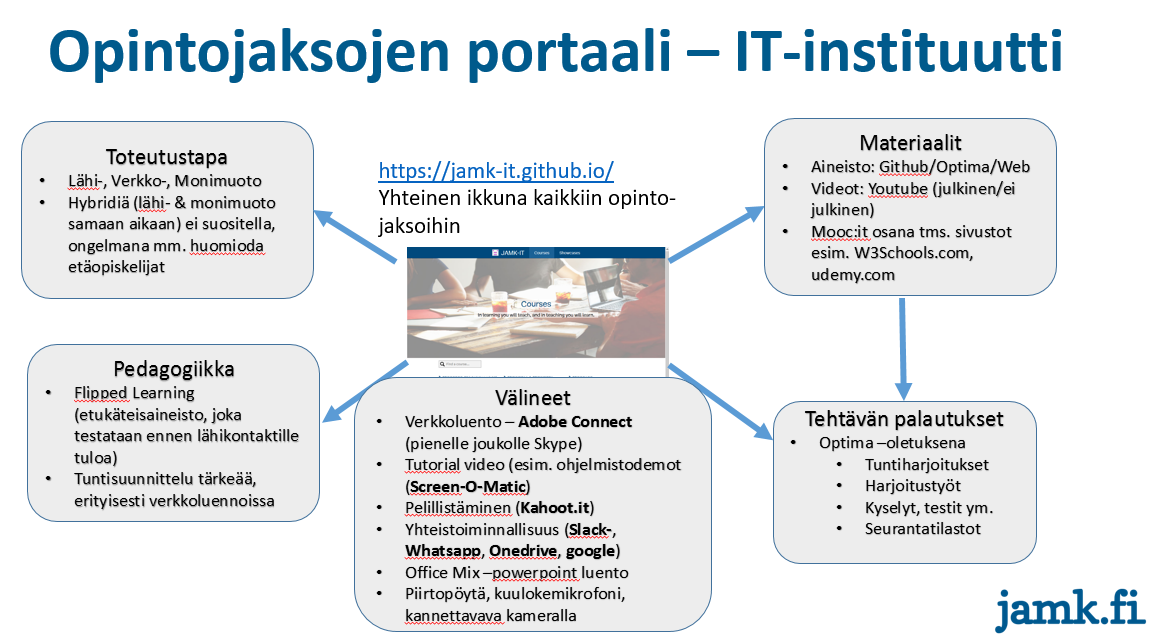 Opintojaksojen portaali – IT-instituutti
Toteutustapa
• Lähi-, Verkko-, Monimuoto
• Hybridiä (lähi- & monimuoto
samaan aikaan) ei suositella,
ongelmana mm. huomioda
etäopiskelijat
https://jamk-it.github.io/
Yhteinen ikkuna kaikkiin opinto-
jaksoihin
JAMK-IT Courses Showroom
Courses
In learning you will teach, and in teaching you will learn.
Materiaalit
• Aineisto: Github/Optima/Web
• Videot: Youtube (julkinen/ei
julkinen)
• Mooc:it osana tms. sivustot
esim. W3Schools.com,
udemy.com
Pedagogiikka
• Flipped Learning
(etukäteisaineisto, joka
testataan ennen lähikontaktille
tuloa)
• Tuntisuunnittelu tärkeää,
erityisesti verkkoluennoissa
Välineet
• Verkkoluento – Adobe Connect
(pienelle joukolle Skype)
• Tutorial video (esim. ohjelmistodemot
(Screen-O-Matic)
• Pelillistäminen (Kahoot.it)
• Yhteistoiminnallisuus (Slack-,
Whatsapp, Onedrive, google)
• Office Mix –powerpoint luento
• Piirtopöytä, kuulokemikrofoni,
kannettavava kameralla
Tehtävän palautukset
• Optima –oletuksena
• Tuntiharjoitukset
• Harjoitustyöt
• Kyselyt, testit ym.
• Seurantatilastot
jamk.fi